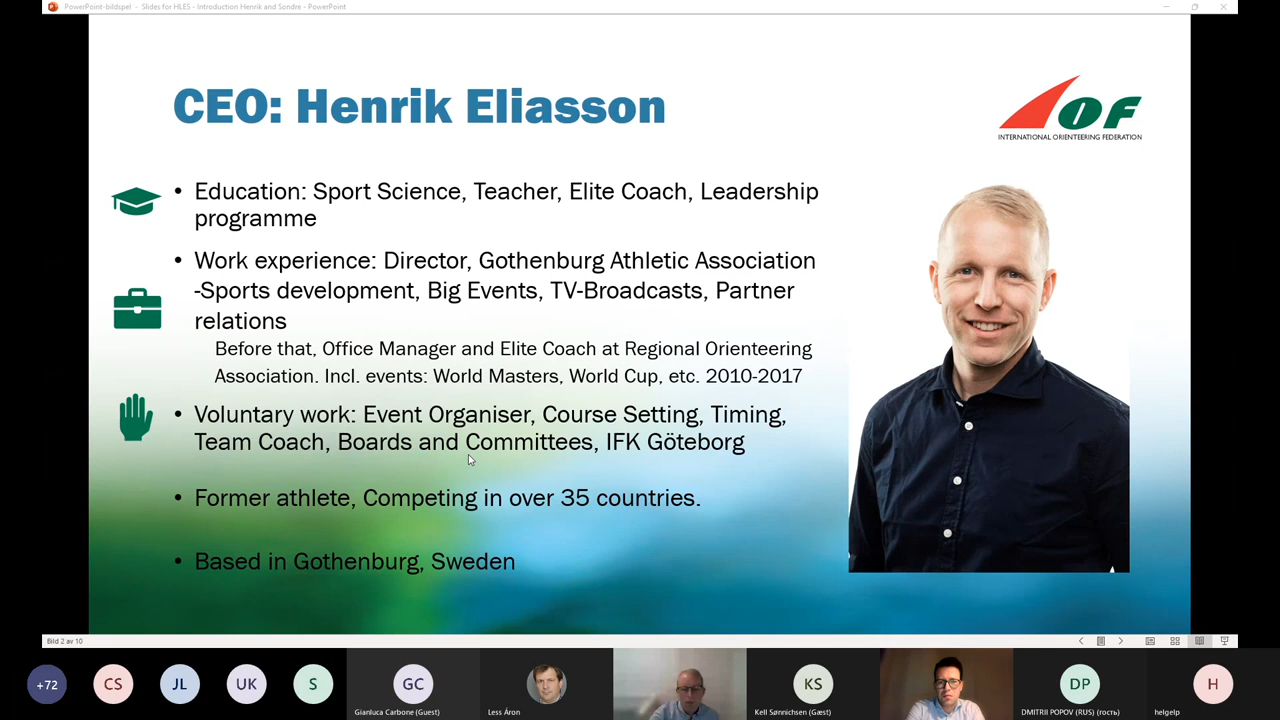 PowerPoint-bildspel - Slides for HLES - Introduction Henrik and Sondre - PowerPoint
CEO: Henrik Eliasson
IOF
INTERNATIONAL ORIENTEERING FEDERATION
• Education: Sport Science, Teacher, Elite Coach, Leadership
programme
• Work experience: Director, Gothenburg Athletic Association
-Sports development, Big Events, TV-Broadcasts, Partner
relations
Before that, Office Manager and Elite Coach at Regional Orienteering
Association. Incl. events: World Masters, World Cup, etc. 2010-2017
• Voluntary work: Event Organiser, Course Setting, Timing,
Team Coach, Boards and Committees, IFK Göteborg
• Former athlete, Competing in over 35 countries.
• Based in Gothenburg, Sweden
Bild 2 av 10
+72 CS JL UK S GC KS DP H
Gianluca Carbone (Guest) Less Áron Kell Sønnichsen (Gæst) DMITRII POPOV (RUS) (гость) helgelp